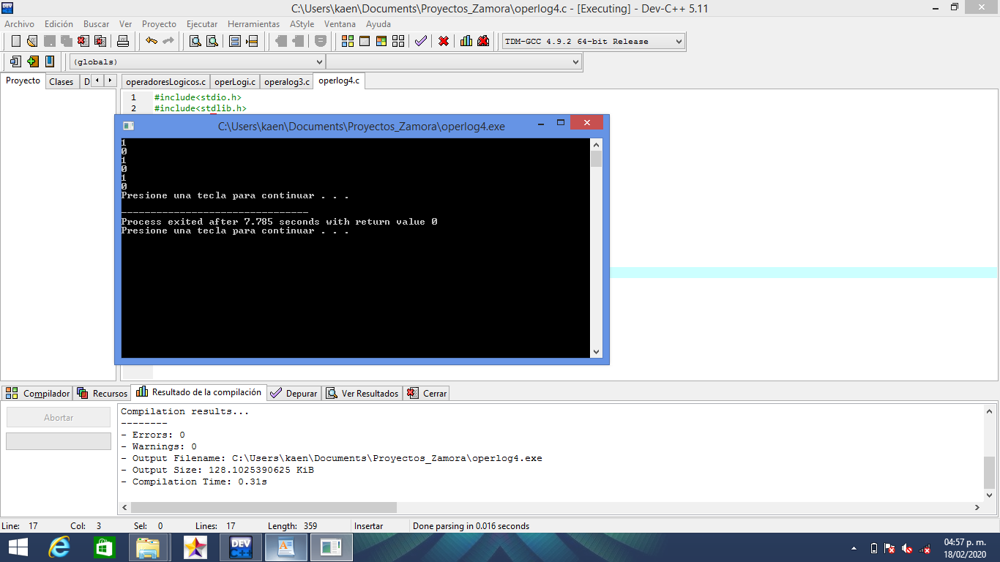 C:\Users\kaen\Documents\Proyectos_Zamora\operlog4.c - [Executing] - Dev-C++ 5.11
Archivo Edición Buscar Ver Proyecto Ejecutar Herramientas AStyle Ventana Ayuda
TDM-GCC 4.9.2 64-bit Release
(globals)
Proyecto Clases D operadoresLogicos.c operLogi.c operalog3.c operlog4.c
1 #include<stdio.h>
2 #include<stdlib.h>
C:\Users\kaen\Documents\Proyectos_Zamora\operlog4.exe
1
0
1
0
1
0
Presione una tecla para continuar . . .
--------------------------------
Process exited after 7.785 seconds with return value 0
Presione una tecla para continuar . . .
Compilador Recursos Resultado de la compilación Depurar Ver Resultados Cerrar
Abortar
Compilation results...
--------
- Errors: 0
- Warnings: 0
- Output Filename: C:\Users\kaen\Documents\Proyectos_Zamora\operlog4.exe
- Output Size: 128.1025390625 KiB
- Compilation Time: 0.31s
Line: 17 Col: 3 Sel: 0 Lines: 17 Length: 359 Insertar Done parsing in 0.016 seconds
DEV C++
04:57 p. m.
18/02/2020